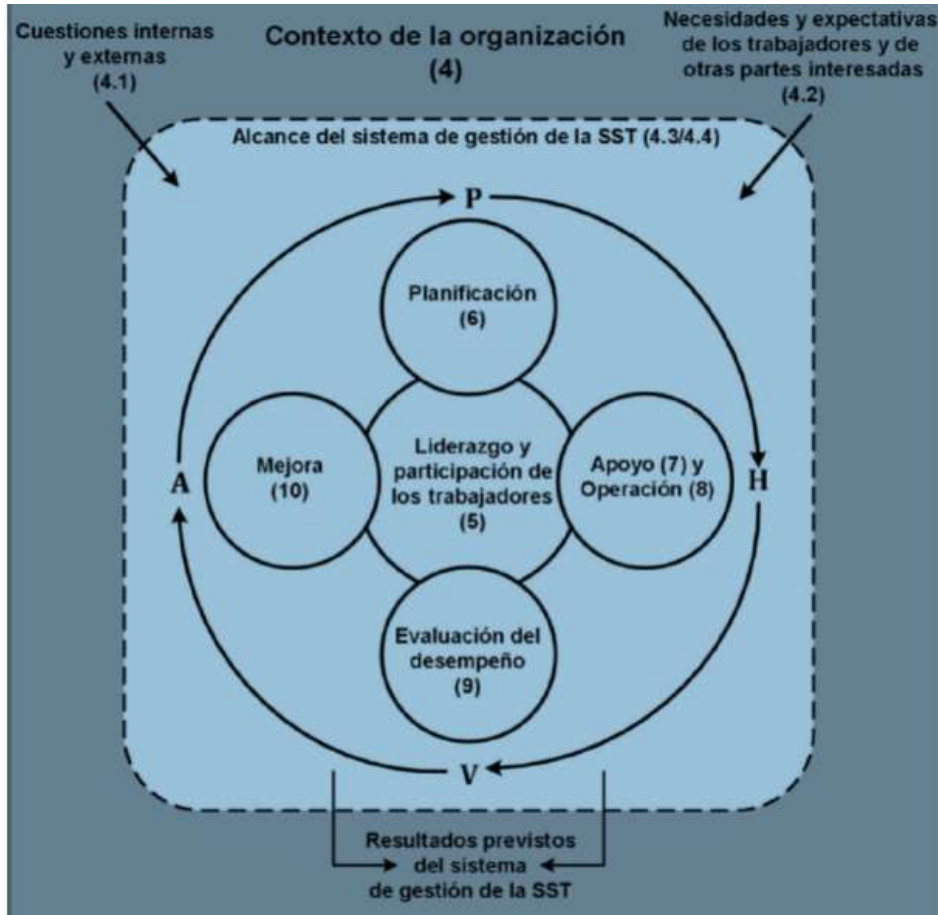 Cuestiones internas
y externas
(4.1)
Contexto de la organización
(4)
Necesidades y expectativas
de los trabajadores y de
otras partes interesadas
(4.2)
Alcance del sistema de gestión de la SST (4.3/4.4)
P
Planificación
(6)
A
Mejora
(10)
Liderazgo y
participación de
los trabajadores
(5)
Apoyo (7) y
Operación (8)
H
Evaluación del
desempeño
(9)
V
Resultados previstos
del sistema
de gestión de la SST